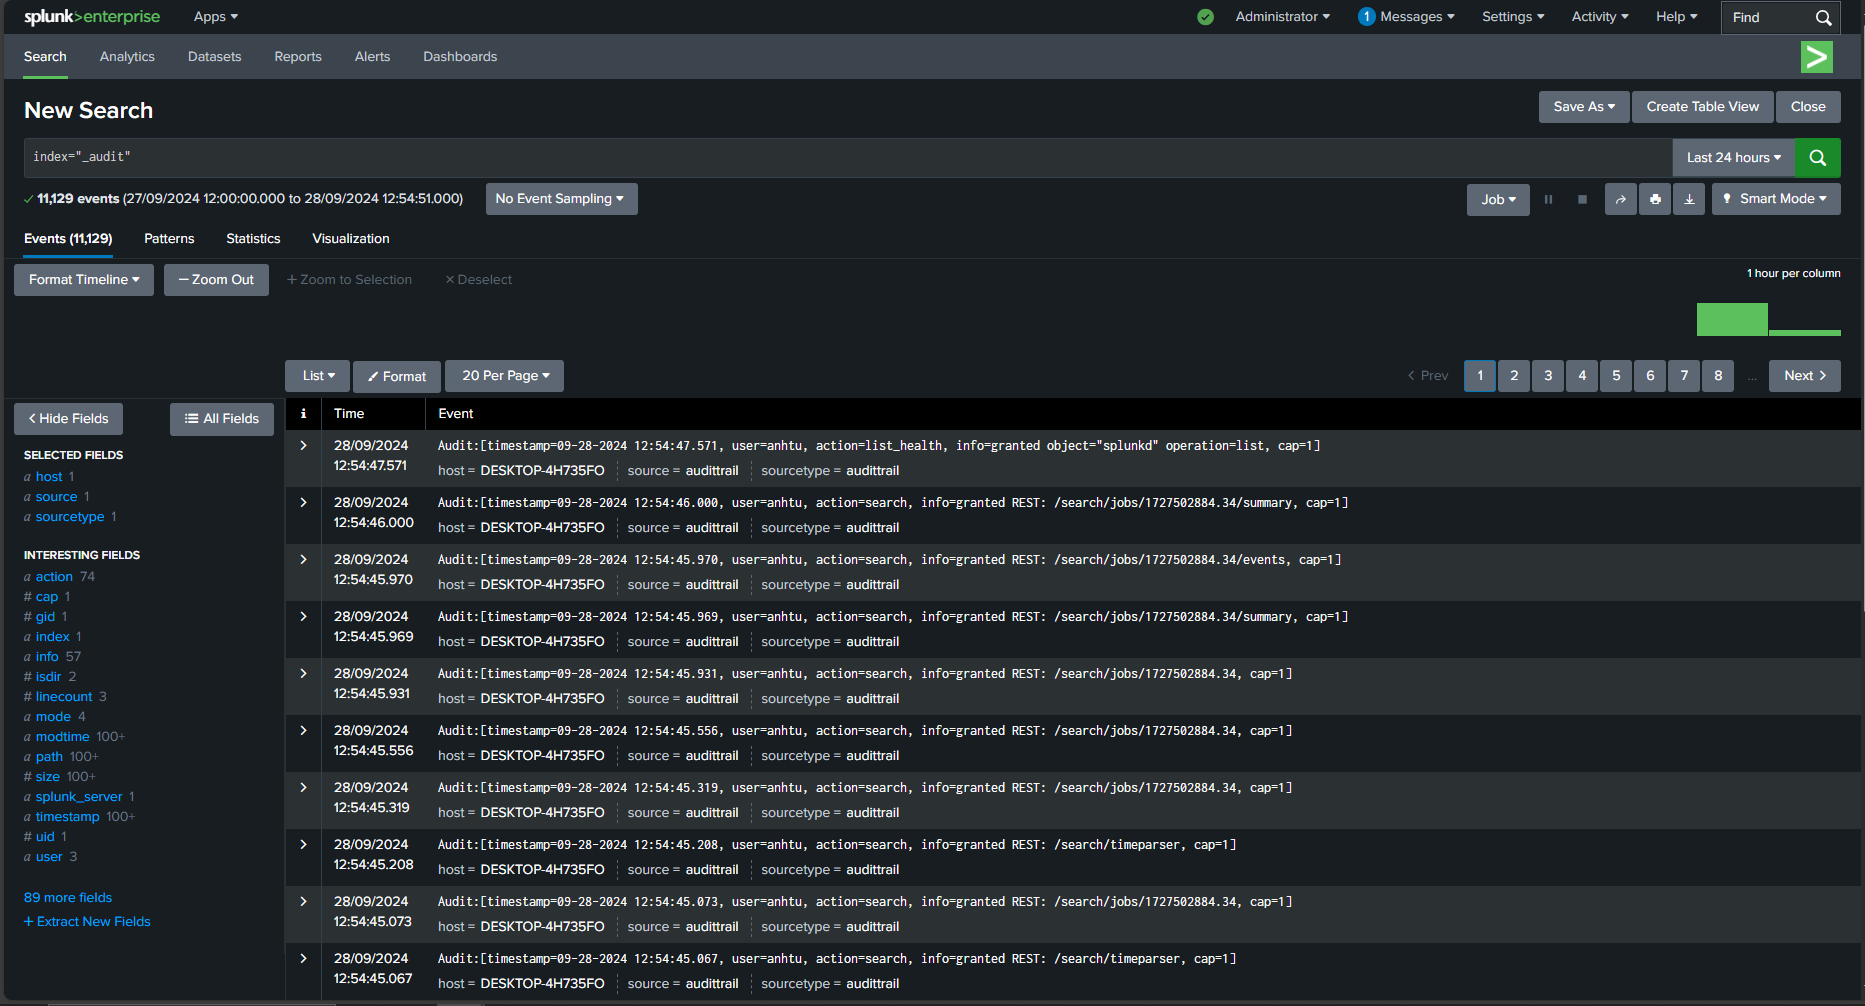 splunk>enterprise Apps Administrator 1 Messages Settings Activity Help Find
Search Analytics Datasets Reports Alerts Dashboards >
New Search Save As Create Table View Close
index="_audit" Last 24 hours
11,129 events (27/09/2024 12:00:00.000 to 28/09/2024 12:54:51.000) No Event Sampling Job Smart Mode
Events (11,129) Patterns Statistics Visualization
Format Timeline — Zoom Out + Zoom to Selection × Deselect 1 hour per column
List Format 20 Per Page < Prev 1 2 3 4 5 6 7 8 ... Next >
< Hide Fields All Fields
SELECTED FIELDS
a host 1
a source 1
a sourcetype 1
INTERESTING FIELDS
a action 74
# cap 1
# gid 1
a index 1
a info 57
# isdir 2
# linecount 3
a mode 4
a modtime 100+
a path 100+
# size 100+
a splunk_server 1
a timestamp 100+
# uid 1
a user 3
89 more fields
+ Extract New Fields
i Time Event
> 28/09/2024 12:54:47.571 Audit:[timestamp=09-28-2024 12:54:47.571, user=anhtu, action=list_health, info=granted object="splunkd" operation=list, cap=1]
host = DESKTOP-4H735FO source = audittrail sourcetype = audittrail
> 28/09/2024 12:54:46.000 Audit:[timestamp=09-28-2024 12:54:46.000, user=anhtu, action=search, info=granted REST: /search/jobs/1727502884.34/summary, cap=1]
host = DESKTOP-4H735FO source = audittrail sourcetype = audittrail
> 28/09/2024 12:54:45.970 Audit:[timestamp=09-28-2024 12:54:45.970, user=anhtu, action=search, info=granted REST: /search/jobs/1727502884.34/events, cap=1]
host = DESKTOP-4H735FO source = audittrail sourcetype = audittrail
> 28/09/2024 12:54:45.969 Audit:[timestamp=09-28-2024 12:54:45.969, user=anhtu, action=search, info=granted REST: /search/jobs/1727502884.34/summary, cap=1]
host = DESKTOP-4H735FO source = audittrail sourcetype = audittrail
> 28/09/2024 12:54:45.931 Audit:[timestamp=09-28-2024 12:54:45.931, user=anhtu, action=search, info=granted REST: /search/jobs/1727502884.34, cap=1]
host = DESKTOP-4H735FO source = audittrail sourcetype = audittrail
> 28/09/2024 12:54:45.556 Audit:[timestamp=09-28-2024 12:54:45.556, user=anhtu, action=search, info=granted REST: /search/jobs/1727502884.34, cap=1]
host = DESKTOP-4H735FO source = audittrail sourcetype = audittrail
> 28/09/2024 12:54:45.319 Audit:[timestamp=09-28-2024 12:54:45.319, user=anhtu, action=search, info=granted REST: /search/jobs/1727502884.34, cap=1]
host = DESKTOP-4H735FO source = audittrail sourcetype = audittrail
> 28/09/2024 12:54:45.208 Audit:[timestamp=09-28-2024 12:54:45.208, user=anhtu, action=search, info=granted REST: /search/timeparser, cap=1]
host = DESKTOP-4H735FO source = audittrail sourcetype = audittrail
> 28/09/2024 12:54:45.073 Audit:[timestamp=09-28-2024 12:54:45.073, user=anhtu, action=search, info=granted REST: /search/jobs/1727502884.34, cap=1]
host = DESKTOP-4H735FO source = audittrail sourcetype = audittrail
> 28/09/2024 12:54:45.067 Audit:[timestamp=09-28-2024 12:54:45.067, user=anhtu, action=search, info=granted REST: /search/timeparser, cap=1]
host = DESKTOP-4H735FO source = audittrail sourcetype = audittrail